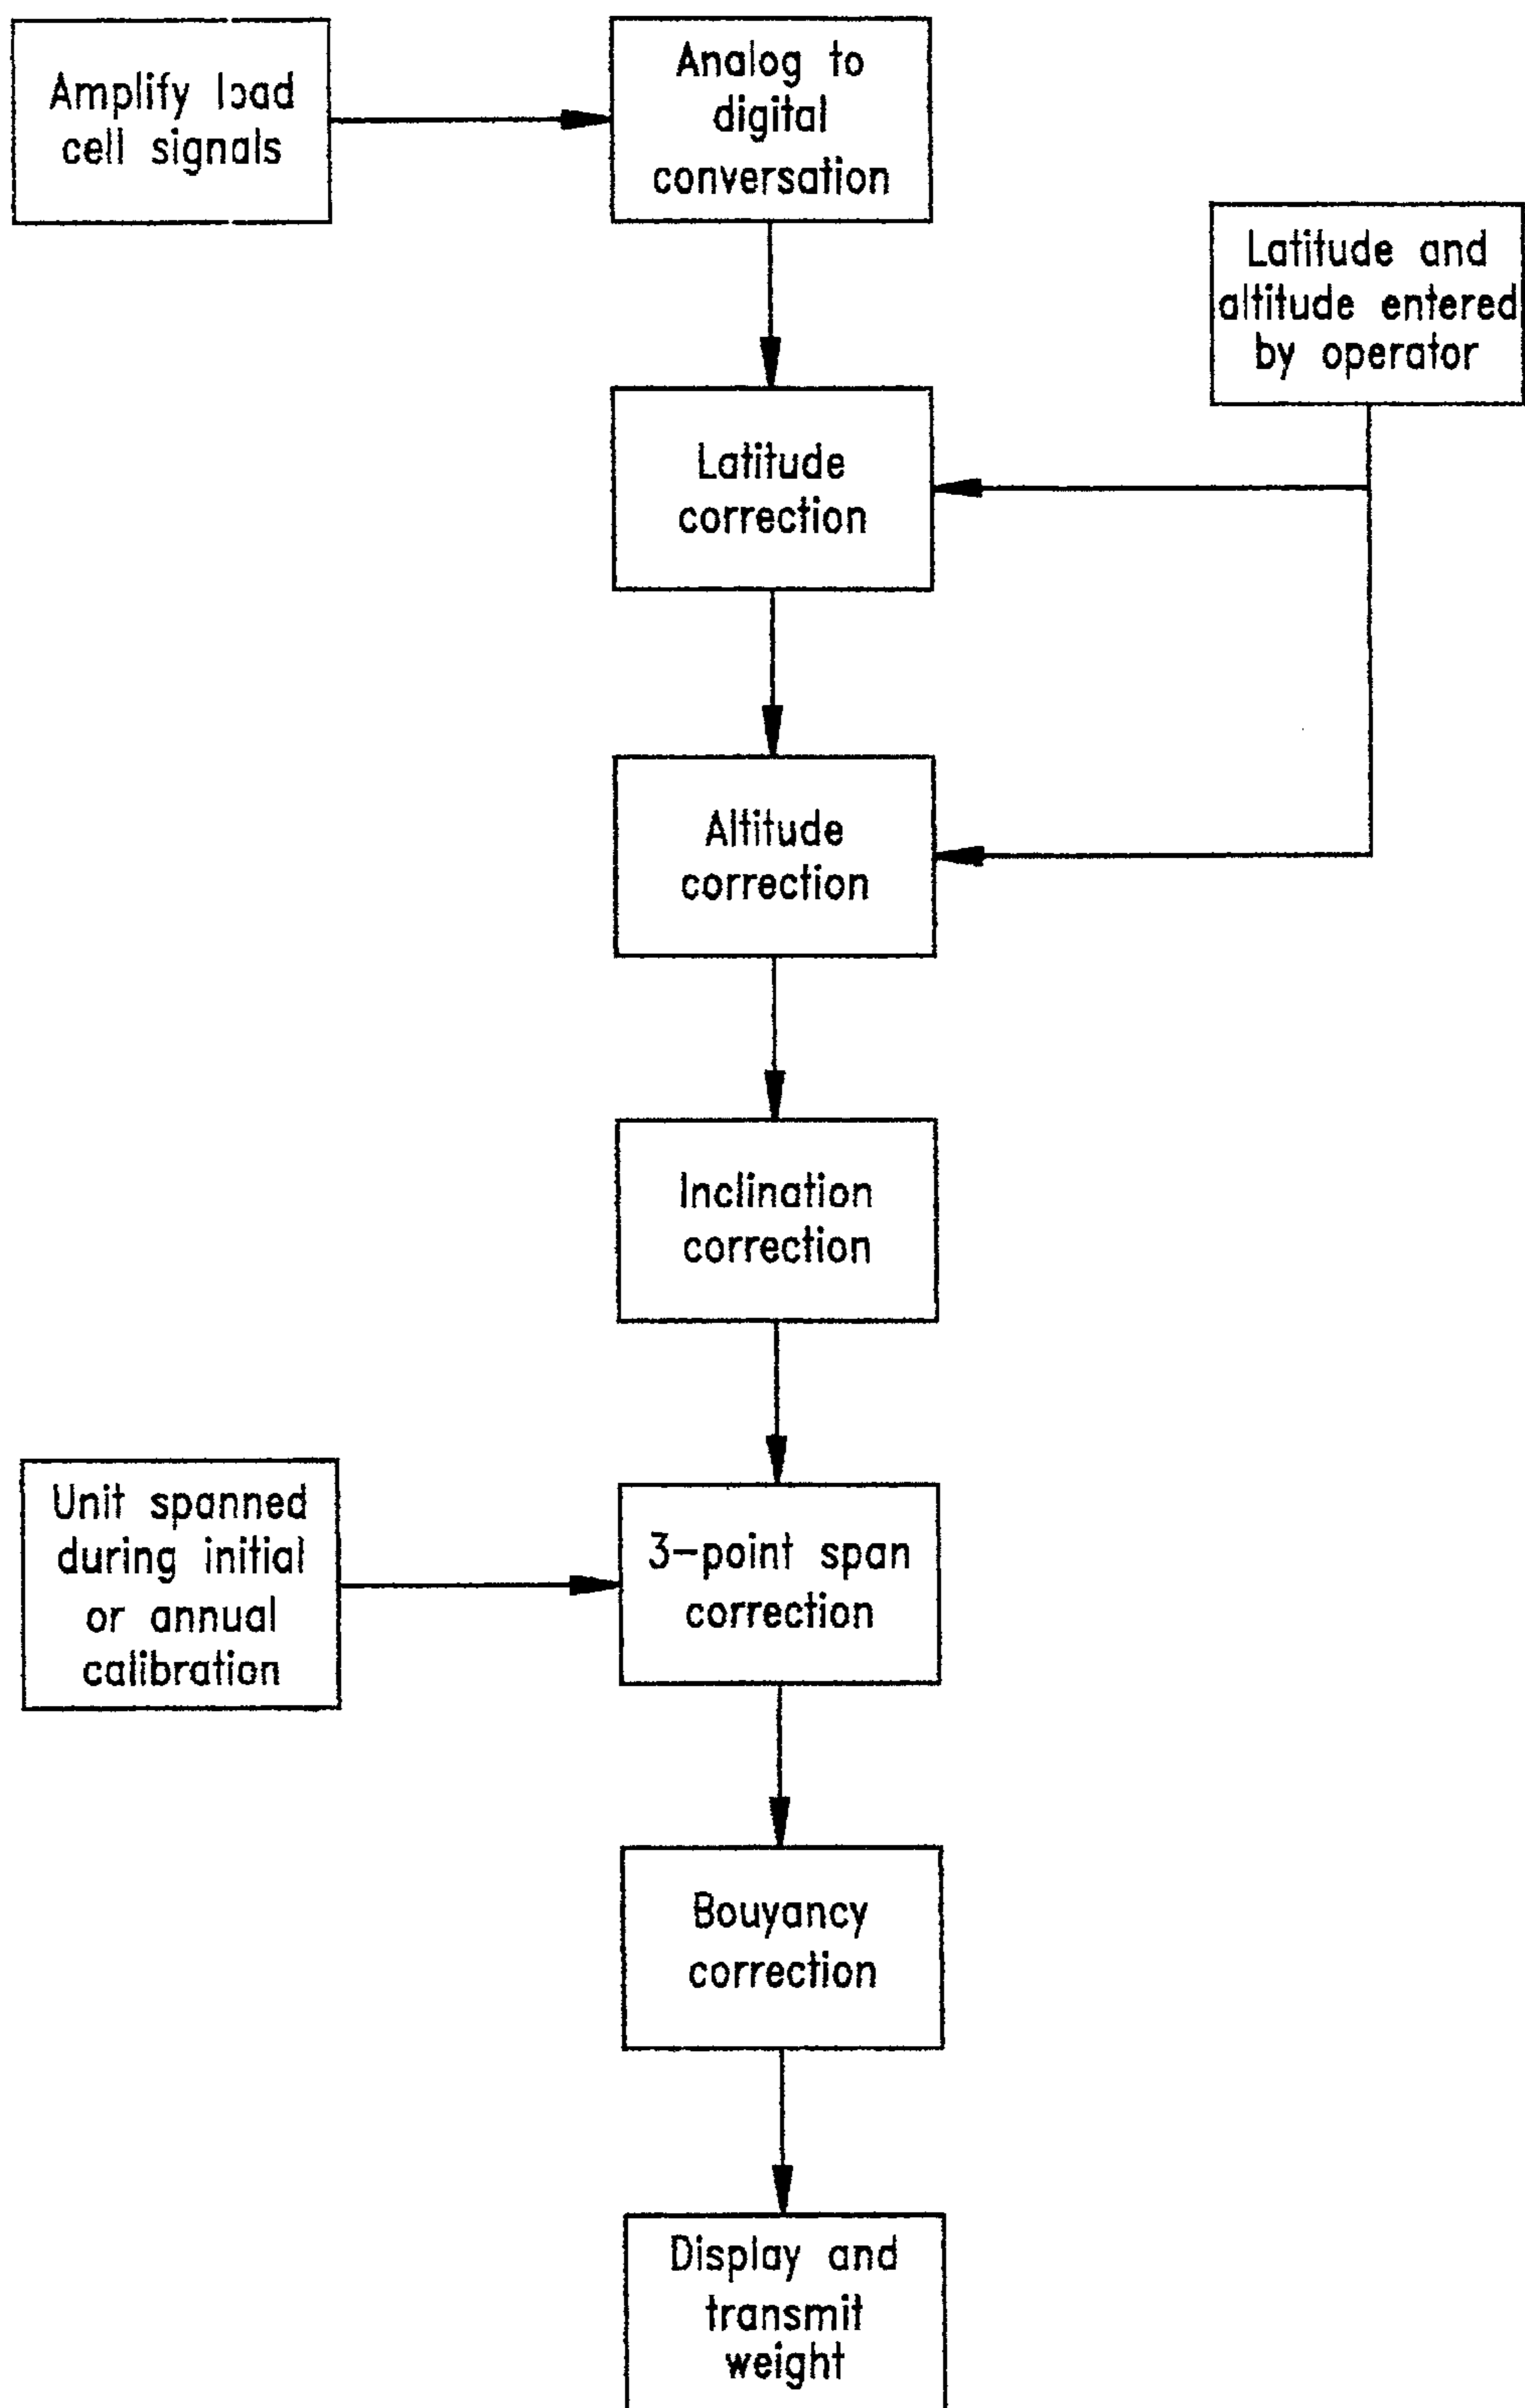 Amplify load
cell signals
Analog to
digital
conversation
Latitude and
altitude entered
by operator
Latitude
correction
Altitude
correction
Inclination
correction
Unit spanned
during initial
or annual
calibration
3-point span
correction
Bouyancy
correction
Display and
transmit
weight